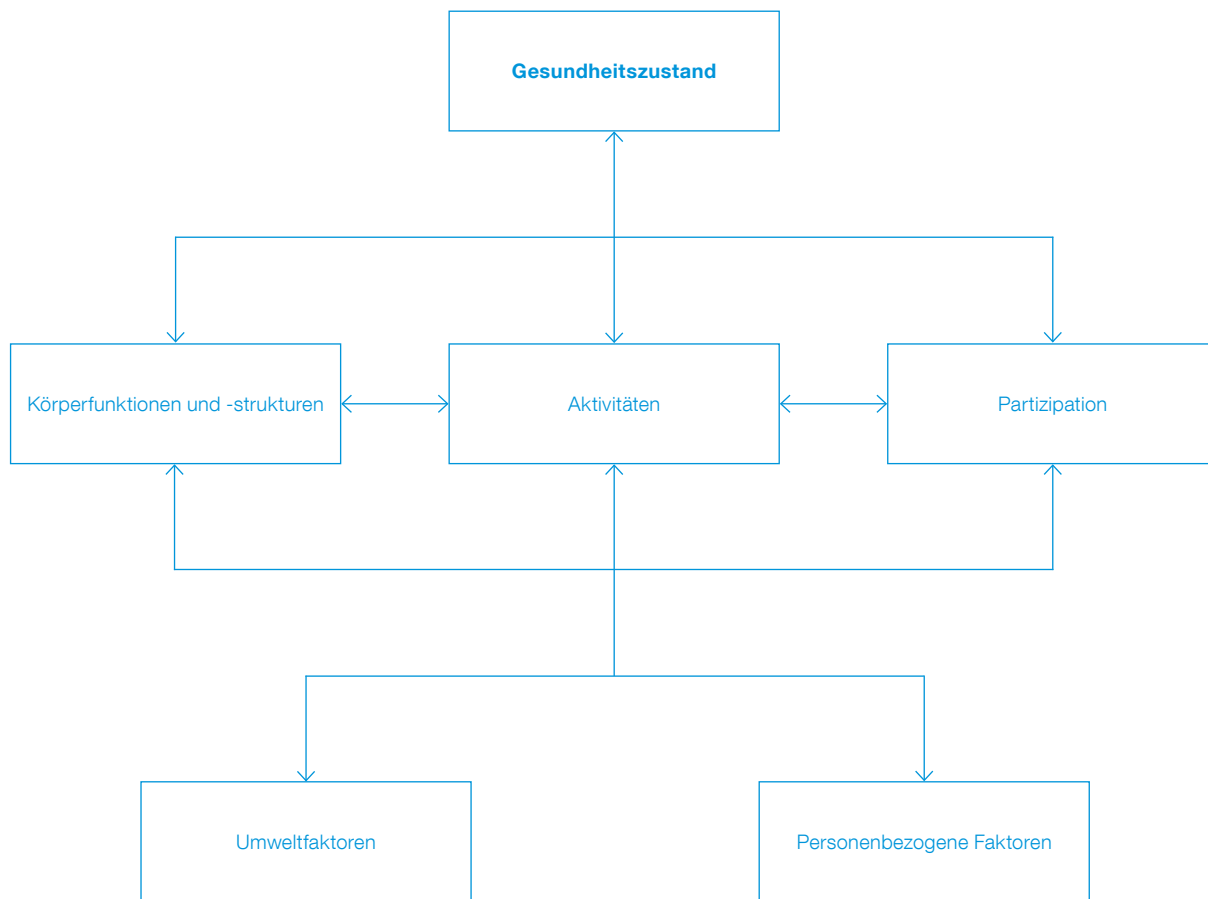 Gesundheitszustand
Körperfunktionen und -strukturen
Aktivitäten
Partizipation
Umweltfaktoren
Personenbezogene Faktoren